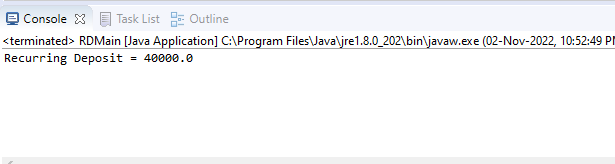 Console Task List Outline
<terminated> RDMain [Java Application] C:\Program Files\Java\jre1.8.0_202\bin\javaw.exe (02-Nov-2022, 10:52:49 P
Recurring Deposit = 40000.0